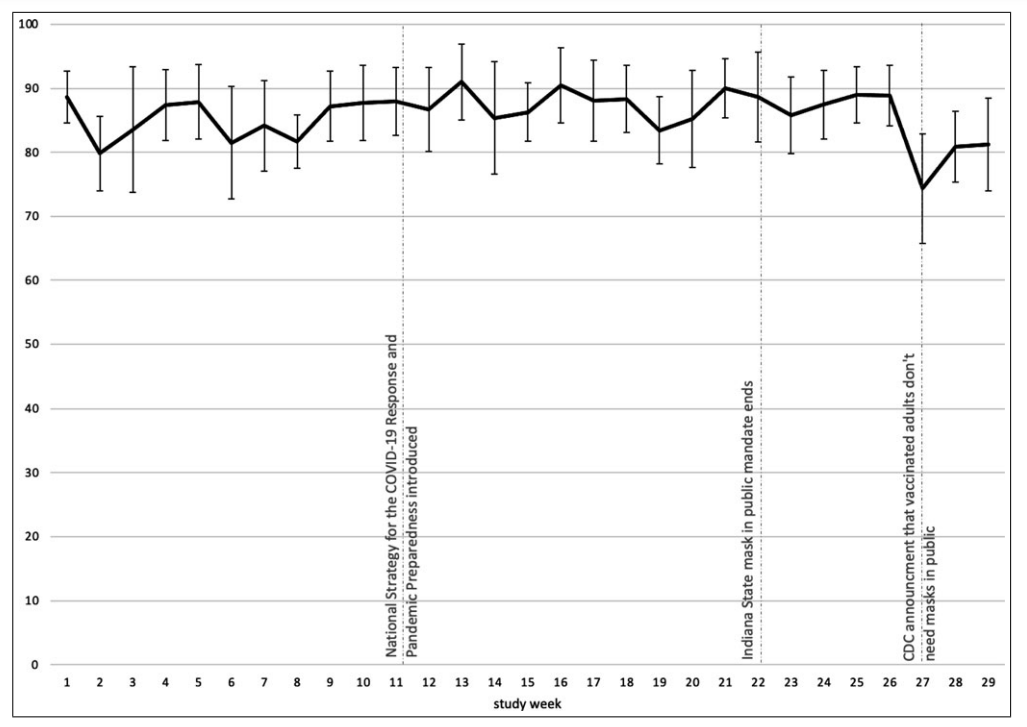 100
90
80
70
60
50
40
30
20
10
0
National Strategy for the COVID-19 Response and
Pandemic Preparedness introduced
Indiana State mask in public mandate ends
CDC announcment that vaccinated adults don't
need masks in public
1 2 3 4 5 6 7 8 9 10 11 12 13 14 15 16 17 18 19 20 21 22 23 24 25 26 27 28 29
study week